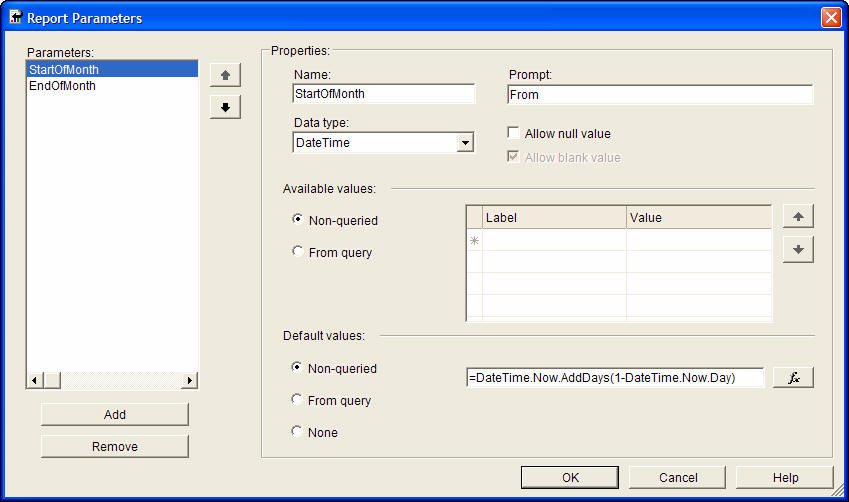 Report Parameters
Parameters:
StartOfMonth
EndOfMonth
Add
Remove
Properties:
Name:
StartOfMonth
Prompt:
From
Data type:
DateTime
Allow null value
Allow blank value
Available values:
Non-queried
From query
Label Value
Default values:
Non-queried
=DateTime.Now.AddDays(1-DateTime.Now.Day)
fx
From query
None
OK Cancel Help